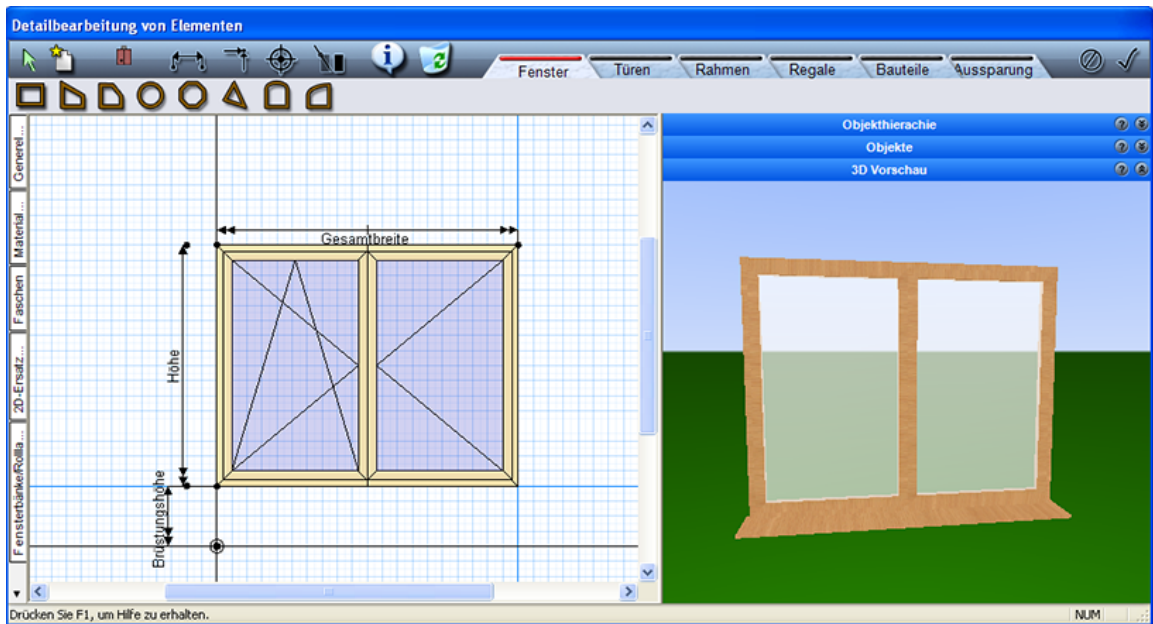 Detailbearbeitung von Elementen
Fenster Türen Rahmen Regale Bauteile Aussparung
Generel...
Material...
Faschen
2D-Ersatz...
Fensterbänke/Rolla...
Gesamtbreite
Höhe
Brüstungshöhe
Objekthierachie
Objekte
3D Vorschau
Drücken Sie F1, um Hilfe zu erhalten.
NUM